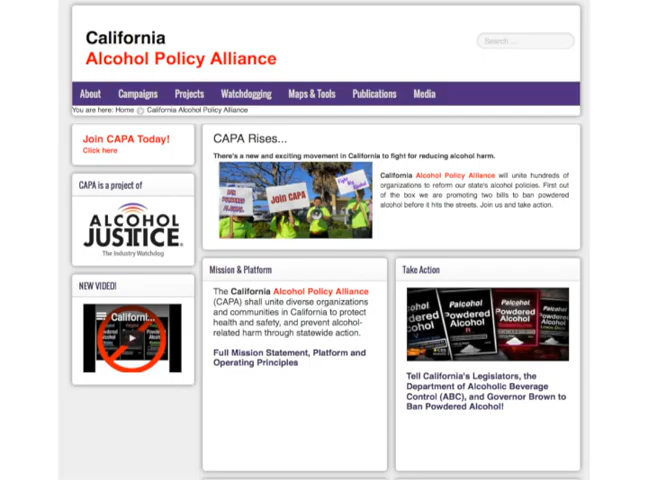 California
Alcohol Policy Alliance
Search ...
About Campaigns Projects Watchdogging Maps & Tools Publications Media
You are here: Home California Alcohol Policy Alliance
Join CAPA Today!
Click here
CAPA is a project of
ALCOHOL
JUSTICE
The Industry Watchdog
NEW VIDEO!
Californi...
CAPA Rises...
There's a new and exciting movement in California to fight for reducing alcohol harm.
Join CAPA
California Alcohol Policy Alliance will unite hundreds of
organizations to reform our state's alcohol policies. First out
of the box we are promoting two bills to ban powdered
alcohol before it hits the streets. Join us and take action.
Mission & Platform
The California Alcohol Policy Alliance
(CAPA) shall unite diverse organizations
and communities in California to protect
health and safety, and prevent alcohol-
related harm through statewide action.
Full Mission Statement, Platform and
Operating Principles
Take Action
Palcohol
Powdered
Alcohol
Palcohol
Powdered
Alcohol
Palcohol
Powdered
Alcohol
Tell California's Legislators, the
Department of Alcoholic Beverage
Control (ABC), and Governor Brown to
Ban Powdered Alcohol!